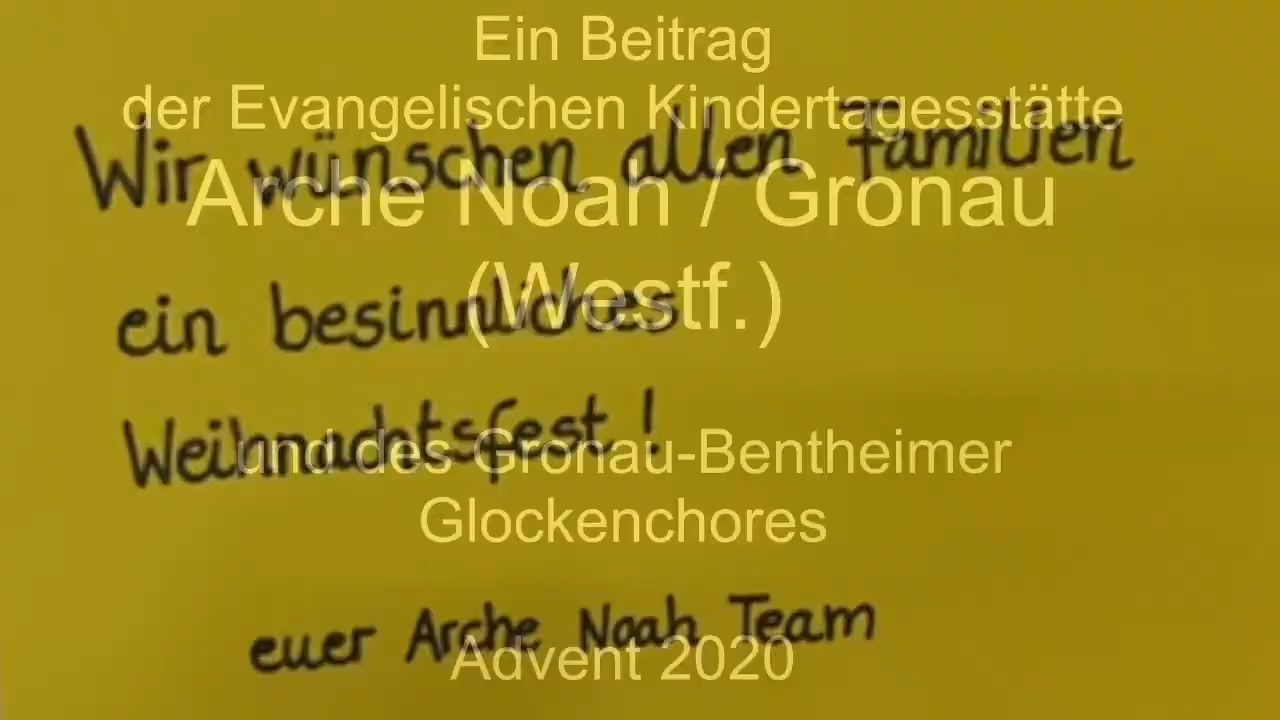 Ein Beitrag
der Evangelischen Kindertagesstätte
Arche Noah / Gronau
(Westf.)
und des Gronau-Bentheimer
Glockenchores
Advent 2020
Wir wünschen allen Familien
ein besinnliches
Weihnachtsfest !
euer Arche Noah Team